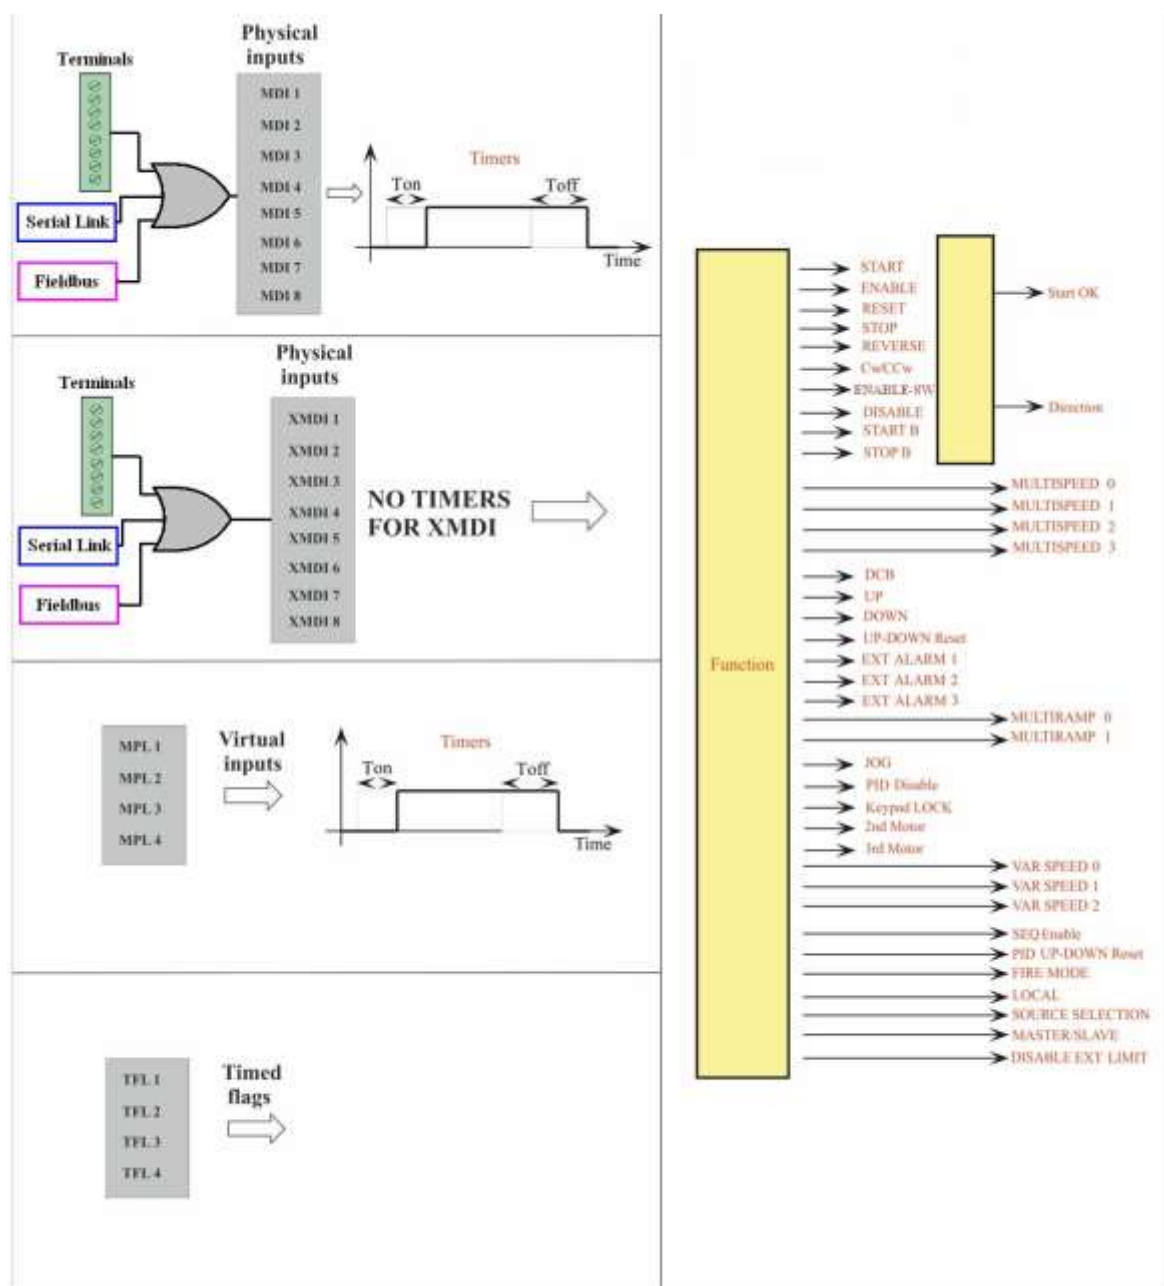 Physical
inputs
Terminals
MDI 1
MDI 2
MDI 3
MDI 4
MDI 5
MDI 6
MDI 7
MDI 8
Serial Link
Fieldbus
Timers
Ton
Toff
Time
Physical
inputs
Terminals
XMDI 1
XMDI 2
XMDI 3
XMDI 4
XMDI 5
XMDI 6
XMDI 7
XMDI 8
Serial Link
Fieldbus
NO TIMERS
FOR XMDI
MPL 1
MPL 2
MPL 3
MPL 4
Virtual
inputs
Timers
Ton
Toff
Time
TFL 1
TFL 2
TFL 3
TFL 4
Timed
flags
Function
START
ENABLE
RESET
STOP
REVERSE
Cw/CCw
ENABLE-SW
DISABLE
START B
STOP B
Start OK
Direction
MULTISPEED 0
MULTISPEED 1
MULTISPEED 2
MULTISPEED 3
DCB
UP
DOWN
UP-DOWN Reset
EXT ALARM 1
EXT ALARM 2
EXT ALARM 3
MULTIRAMP 0
MULTIRAMP 1
JOG
PID Disable
Keypad LOCK
2nd Motor
3rd Motor
VAR SPEED 0
VAR SPEED 1
VAR SPEED 2
SEQ Enable
PID UP-DOWN Reset
FIRE MODE
LOCAL
SOURCE SELECTION
MASTER/SLAVE
DISABLE EXT LIMIT